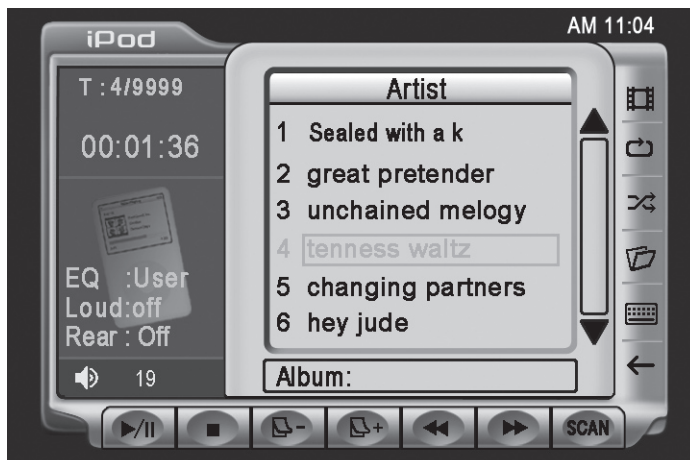 AM 11:04
iPod
T : 4/9999
00:01:36
EQ :User
Loud:off
Rear : Off
19
Artist
1 Sealed with a k
2 great pretender
3 unchained melogy
4 tenness waltz
5 changing partners
6 hey jude
Album:
SCAN